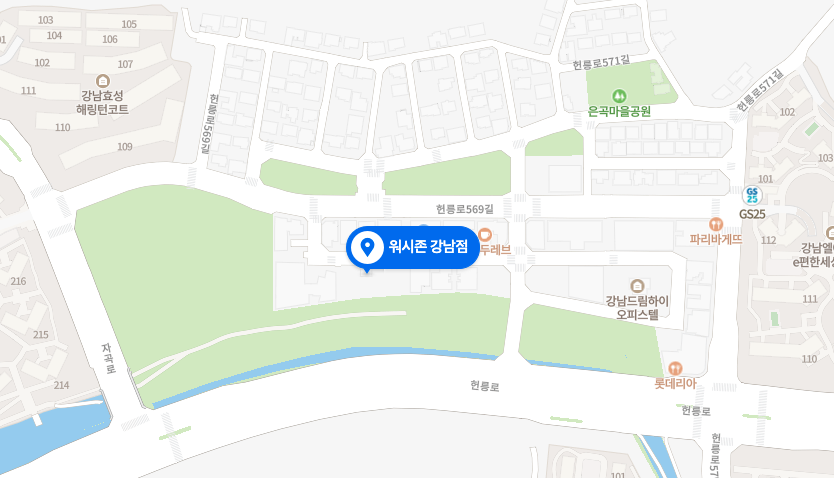 103
105
104
106
102
107
111
강남효성
해링턴코트
110
109
헌릉로569길
헌릉로571길
은곡마을공원
헌릉로571길
102
103
101
GS
25
GS25
112
헌릉로569길
두레브
파리바게뜨
워시존 강남점
216
강남드림하이
오피스텔
111
215
자곡로
110
214
헌릉로
롯데리아
헌릉로
101